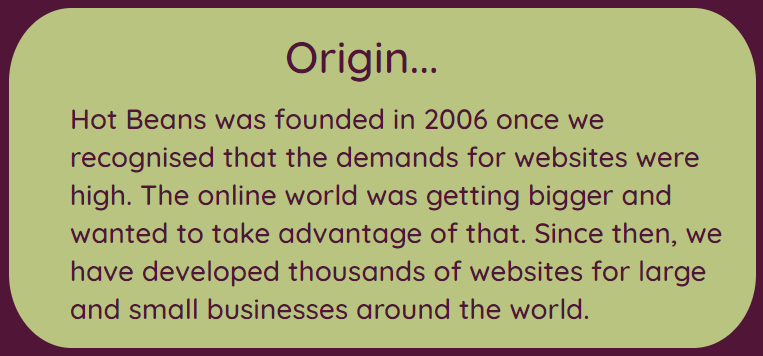 Origin...
Hot Beans was founded in 2006 once we
recognised that the demands for websites were
high. The online world was getting bigger and
wanted to take advantage of that. Since then, we
have developed thousands of websites for large
and small businesses around the world.